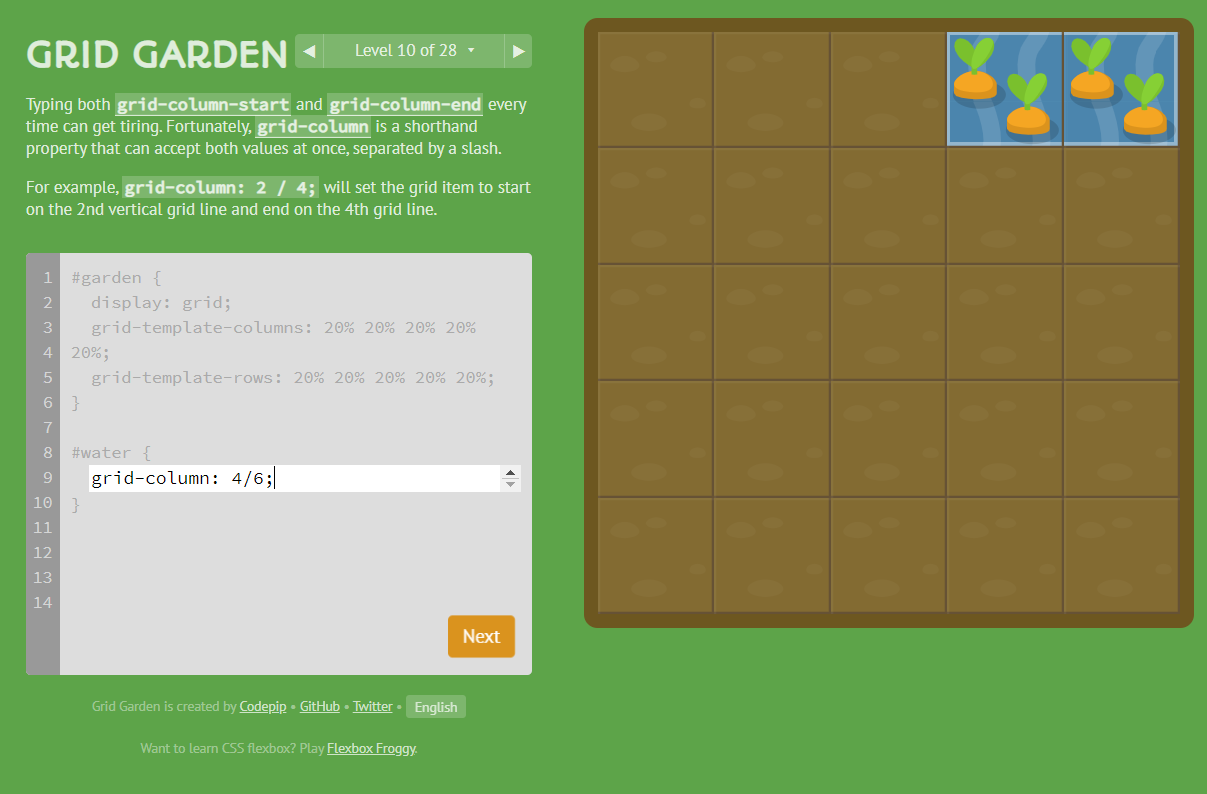 GRID GARDEN
◀ Level 10 of 28 ▾ ▶
Typing both grid-column-start and grid-column-end every
time can get tiring. Fortunately, grid-column is a shorthand
property that can accept both values at once, separated by a slash.
For example, grid-column: 2 / 4; will set the grid item to start
on the 2nd vertical grid line and end on the 4th grid line.
1 #garden {
2 display: grid;
3 grid-template-columns: 20% 20% 20% 20%
4 20%;
5 grid-template-rows: 20% 20% 20% 20% 20%;
6 }
7
8 #water {
9 grid-column: 4/6;
10 }
11
12
13
14
Next
Grid Garden is created by Codepip • GitHub • Twitter • English
Want to learn CSS flexbox? Play Flexbox Froggy.